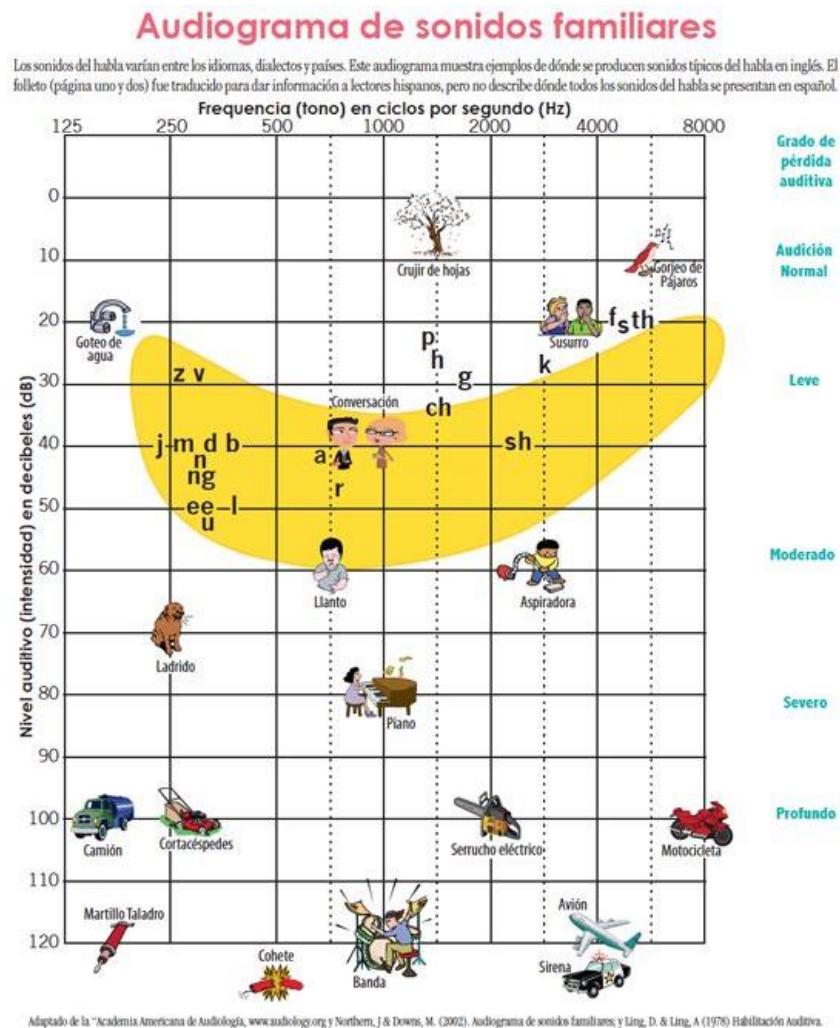 Audiograma de sonidos familiares
Los sonidos del habla varían entre los idiomas, dialectos y países. Este audiograma muestra ejemplos de dónde se producen sonidos típicos del habla en inglés. El
folleto (página uno y dos) fue traducido para dar información a lectores hispanos, pero no describe dónde todos los sonidos del habla se presentan en español.
Frequencia (tono) en ciclos por segundo (Hz)
125 250 500 1000 2000 4000 8000
Grado de
pérdida
auditiva
Nivel auditivo (intensidad) en decibeles (dB)
0
10
Crujir de hojas
Gorjeo de
Pájaros
Audición
Normal
20
Goteo de
agua
Susurro
f s th
p
h
z v
g
k
30
Leve
Conversación
ch
40
j m d b
n
ng
a
sh
r
50
ee l
u
Moderado
60
Llanto
Aspiradora
70
Ladrido
80
Piano
Severo
90
100
Camión
Cortacéspedes
Serrucho eléctrico
Motocicleta
Profundo
110
Martillo Taladro
Avión
120
Cohete
Banda
Sirena
Adaptado de la "Academia Americana de Audiología, www.audiology.org y Northern, J & Downs, M. (2002). Audiograma de sonidos familiares; y Ling, D. & Ling, A (1978) Habilitación Auditiva.